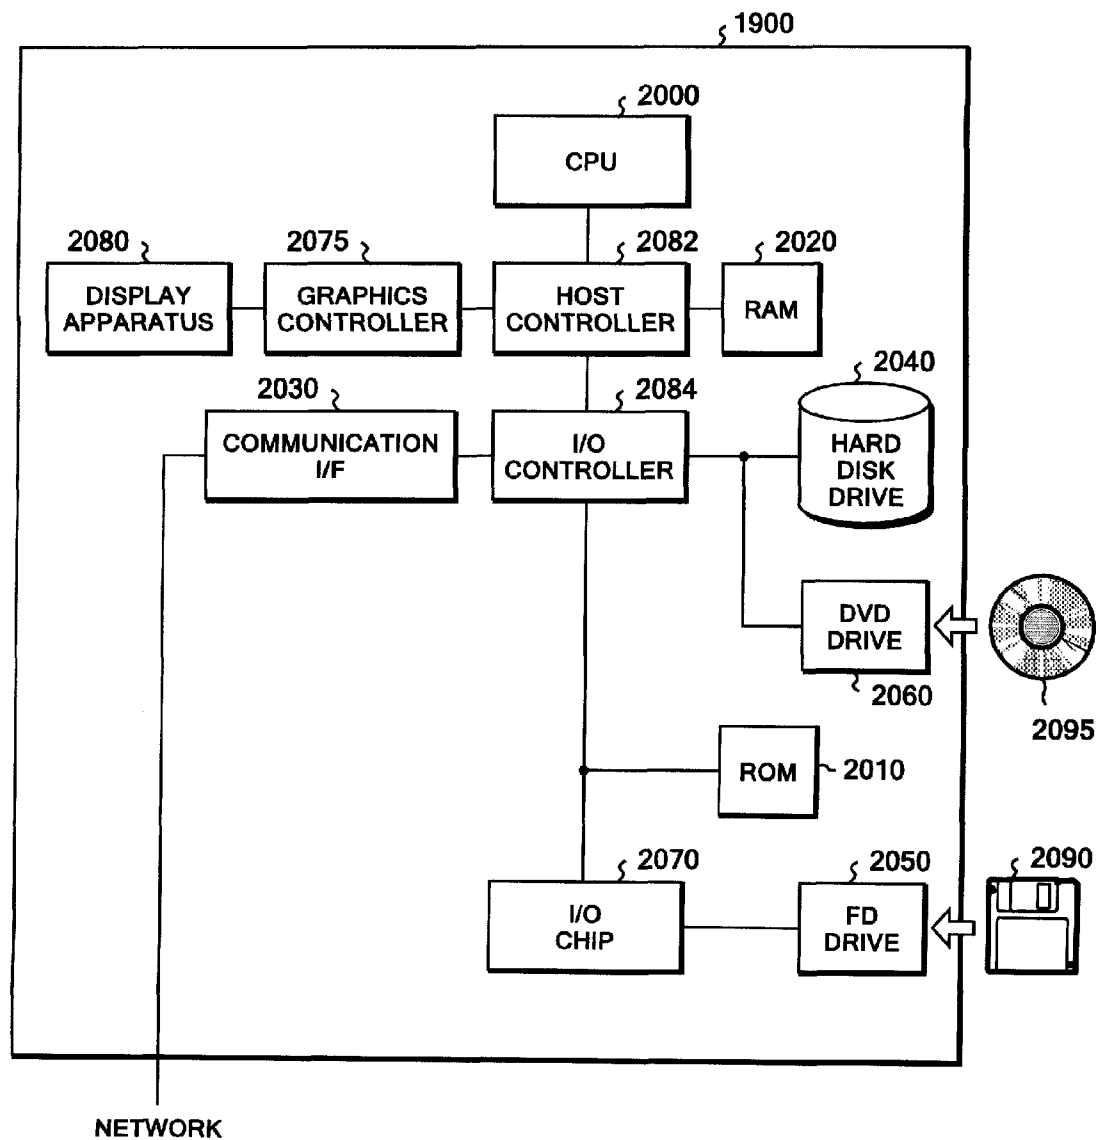 1900
2000
CPU
2080
2075
2082
2020
DISPLAY
APPARATUS
GRAPHICS
CONTROLLER
HOST
CONTROLLER
RAM
2030
2084
2040
COMMUNICATION
I/F
I/O
CONTROLLER
HARD
DISK
DRIVE
DVD
DRIVE
2060
2095
ROM
2010
2070
2050
2090
I/O
CHIP
FD
DRIVE
NETWORK